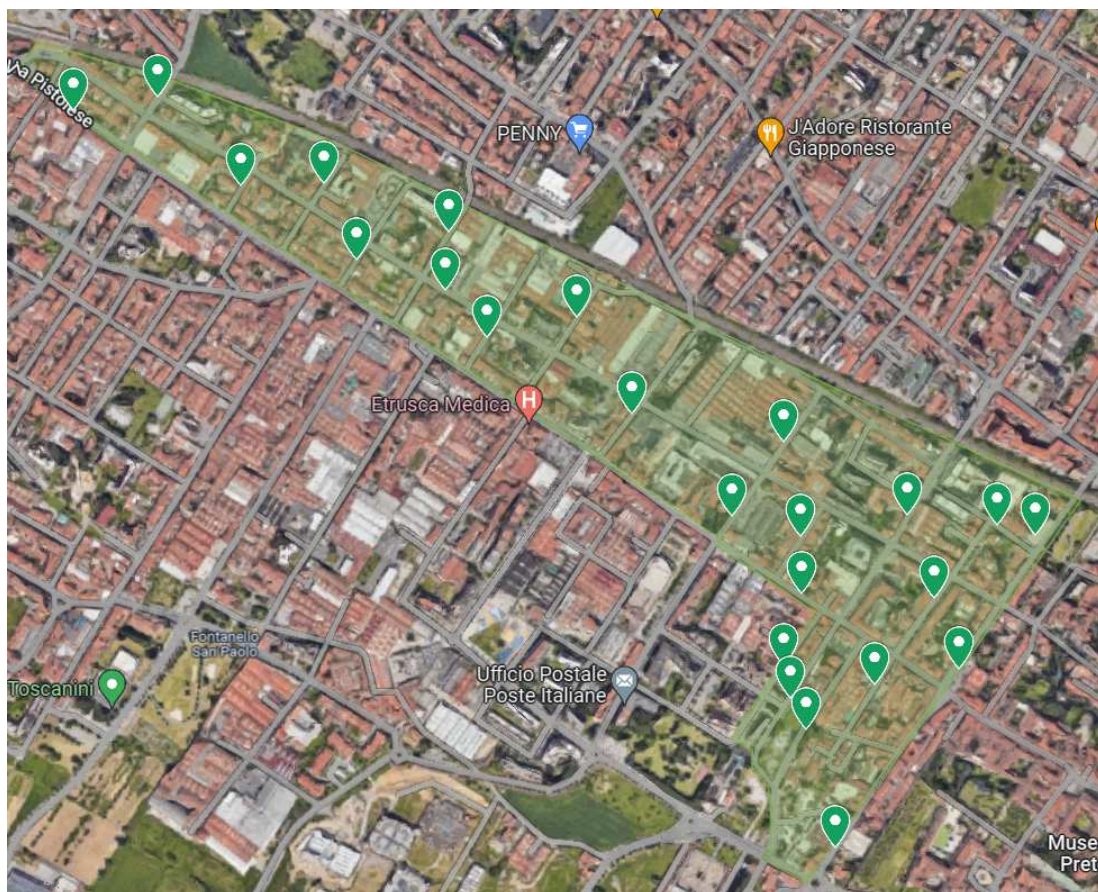 Via Pistoiese
PENNY
J'Adore Ristorante
Giapponese
Etrusca Medica
H
Fontanello
San Paolo
Ufficio Postale
Poste Italiane
Toscanini
Muse
Pret